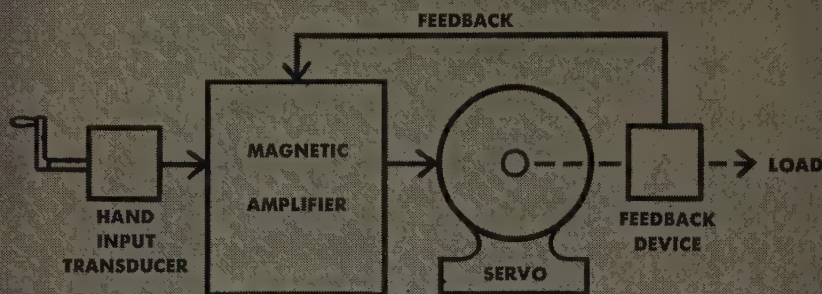 FEEDBACK
MAGNETIC
AMPLIFIER
LOAD
HAND
INPUT
TRANSDUCER
FEEDBACK
DEVICE
SERVO